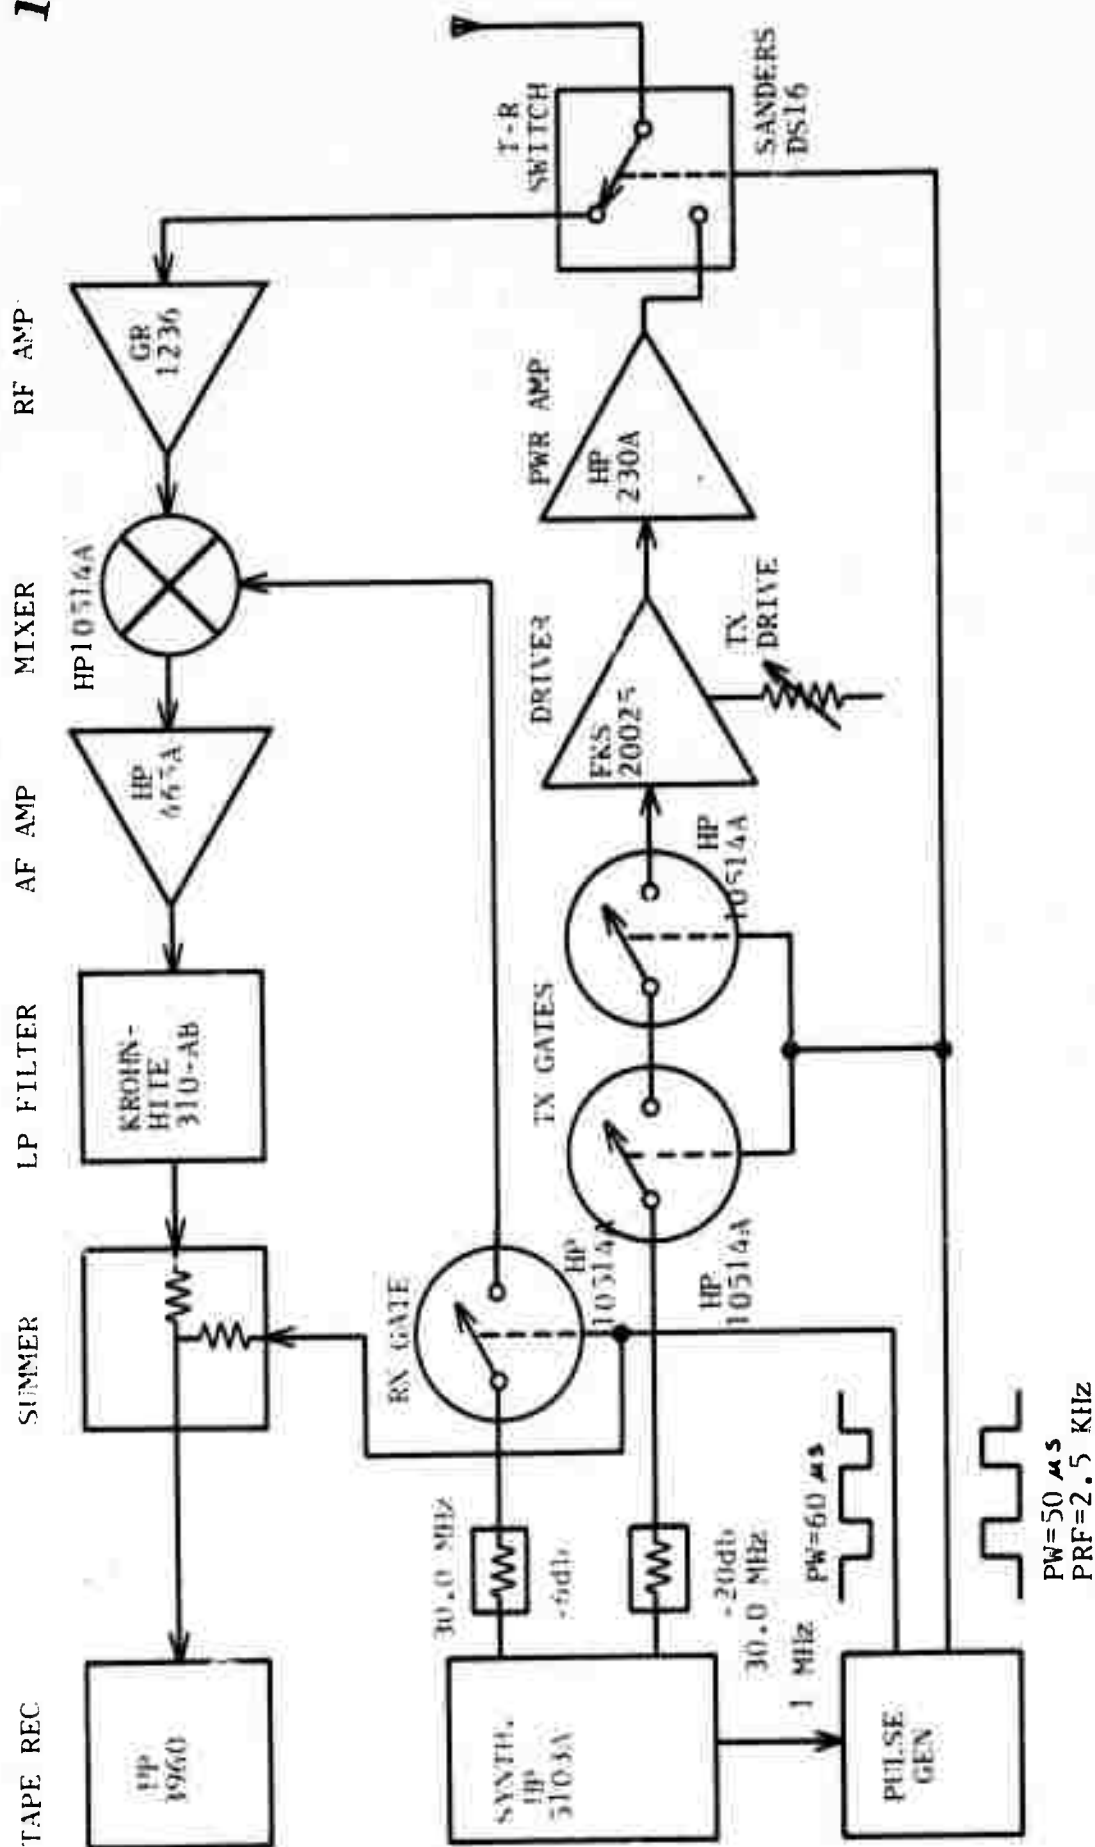 1
TAPE REC
SUMMER
LP FILTER
AF AMP
MIXER
RF AMP
HP
3960
KROHN-
HITE
310-AB
HP
HP10514A
GR
1236
T-R
SWITCH
SANDERS
DS16
RX GATE
HP
10514A
30.0 MHz
TX GATES
HP
10514A
HP
10514A
DRIVER
FKS
20025
TX
DRIVE
PWR AMP
HP
230A
SYNTH.
HP
-20db
30.0 MHz
1 MHz
PULSE
GEN
PW=60 µs
PW=50 µs
PRF=2.5 KHz